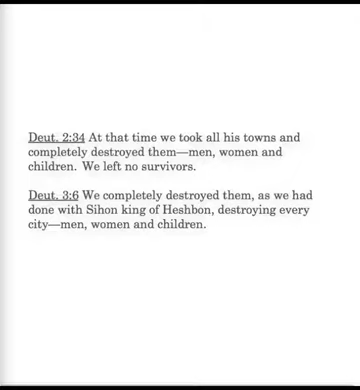 Deut. 2:34 At that time we took all his towns and
completely destroyed them—men, women and
children. We left no survivors.
Deut. 3:6 We completely destroyed them, as we had
done with Sihon king of Heshbon, destroying every
city—men, women and children.